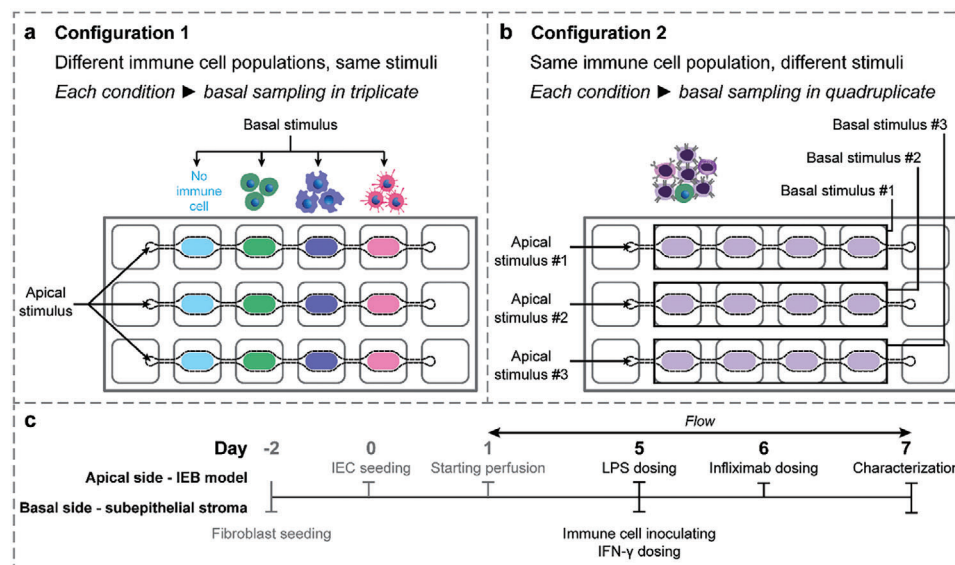 a Configuration 1
Different immune cell populations, same stimuli
Each condition ► basal sampling in triplicate
Basal stimulus
No
immune
cell
Apical
stimulus
b Configuration 2
Same immune cell population, different stimuli
Each condition ► basal sampling in quadruplicate
Basal stimulus #3
Basal stimulus #2
Basal stimulus #1
Apical
stimulus #1
Apical
stimulus #2
Apical
stimulus #3
c
Flow
Day -2 0 1 5 6 7
Apical side - IEB model IEC seeding Starting perfusion LPS dosing Infliximab dosing Characterization
Basal side - subepithelial stroma
Fibroblast seeding Immune cell inoculating
IFN-γ dosing